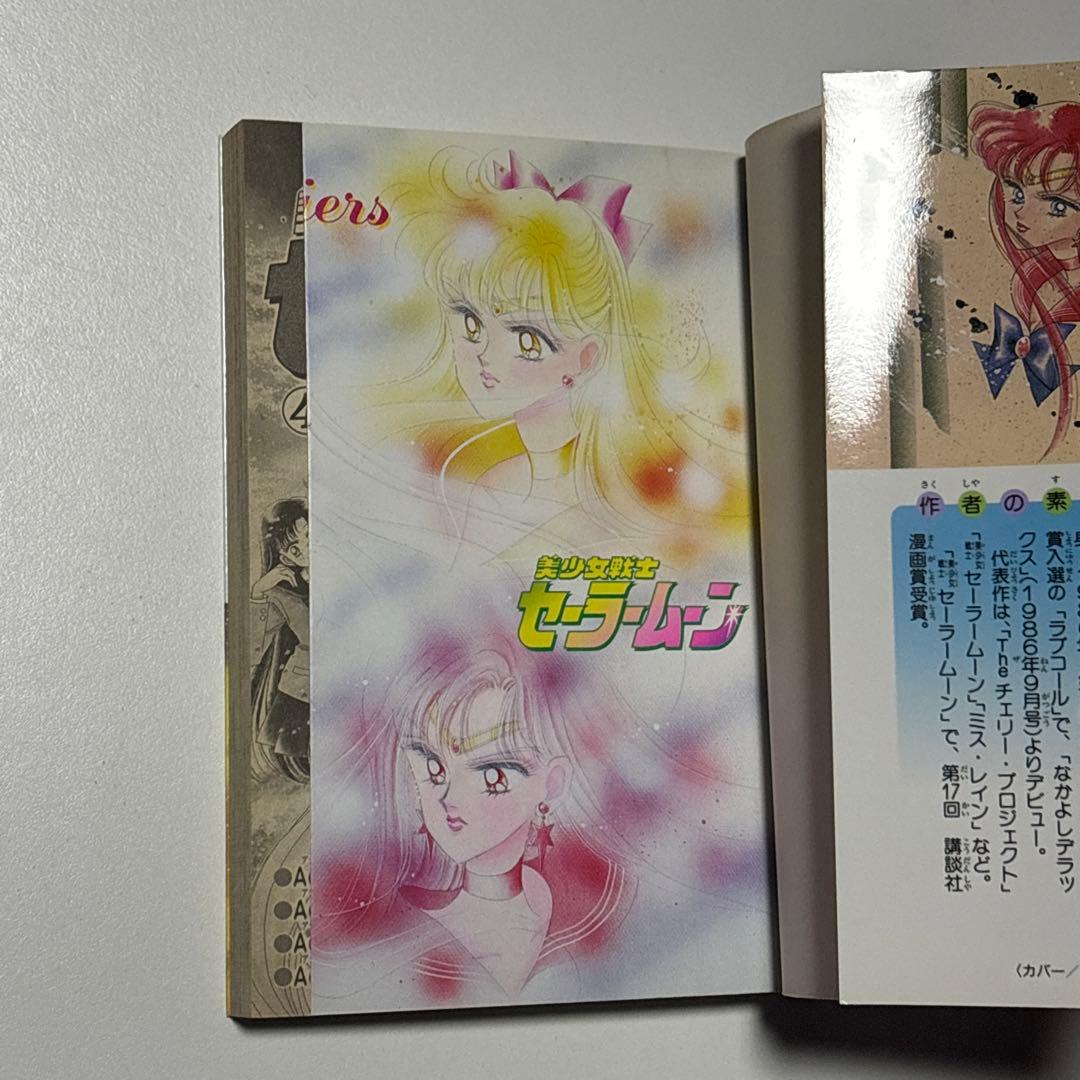 iers
④
美少女戦士
セーラームーン
●A
●A
●A
●A
作者の素
賞入選の「ラブコール」で、「なかよしデラッ
クス」(1986年9月号)よりデビュー。
代表作は、「Theチェリー・プロジェクト」
「美少女戦士セーラームーン」「ミス・レイン」など。
「美少女戦士セーラームーン」で、第17回 講談社
漫画賞受賞。
〈カバー/